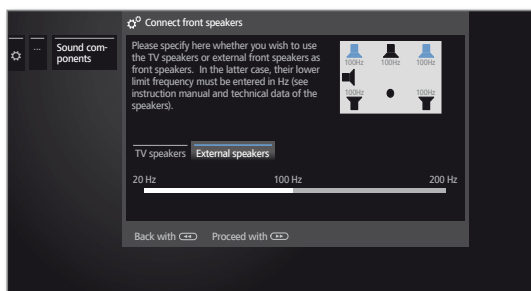 Connect front speakers
...
Sound com-
ponents
Please specify here whether you wish to use
the TV speakers or external front speakers as
front speakers. In the latter case, their lower
limit frequency must be entered in Hz (see
instruction manual and technical data of the
speakers).
100Hz 100Hz 100Hz
100Hz 100Hz
TV speakers External speakers
20 Hz 100 Hz 200 Hz
Back with Proceed with